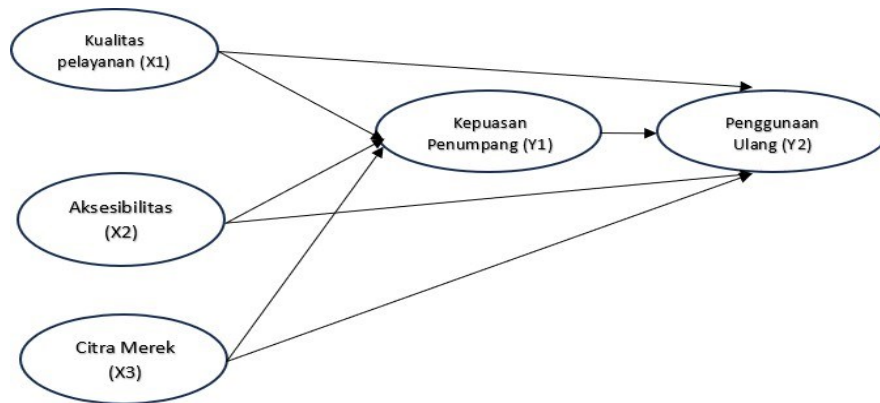 Kualitas
pelayanan (X1)
Kepuasan
Penumpang (Y1)
Penggunaan
Ulang (Y2)
Aksesibilitas
(X2)
Citra Merek
(X3)